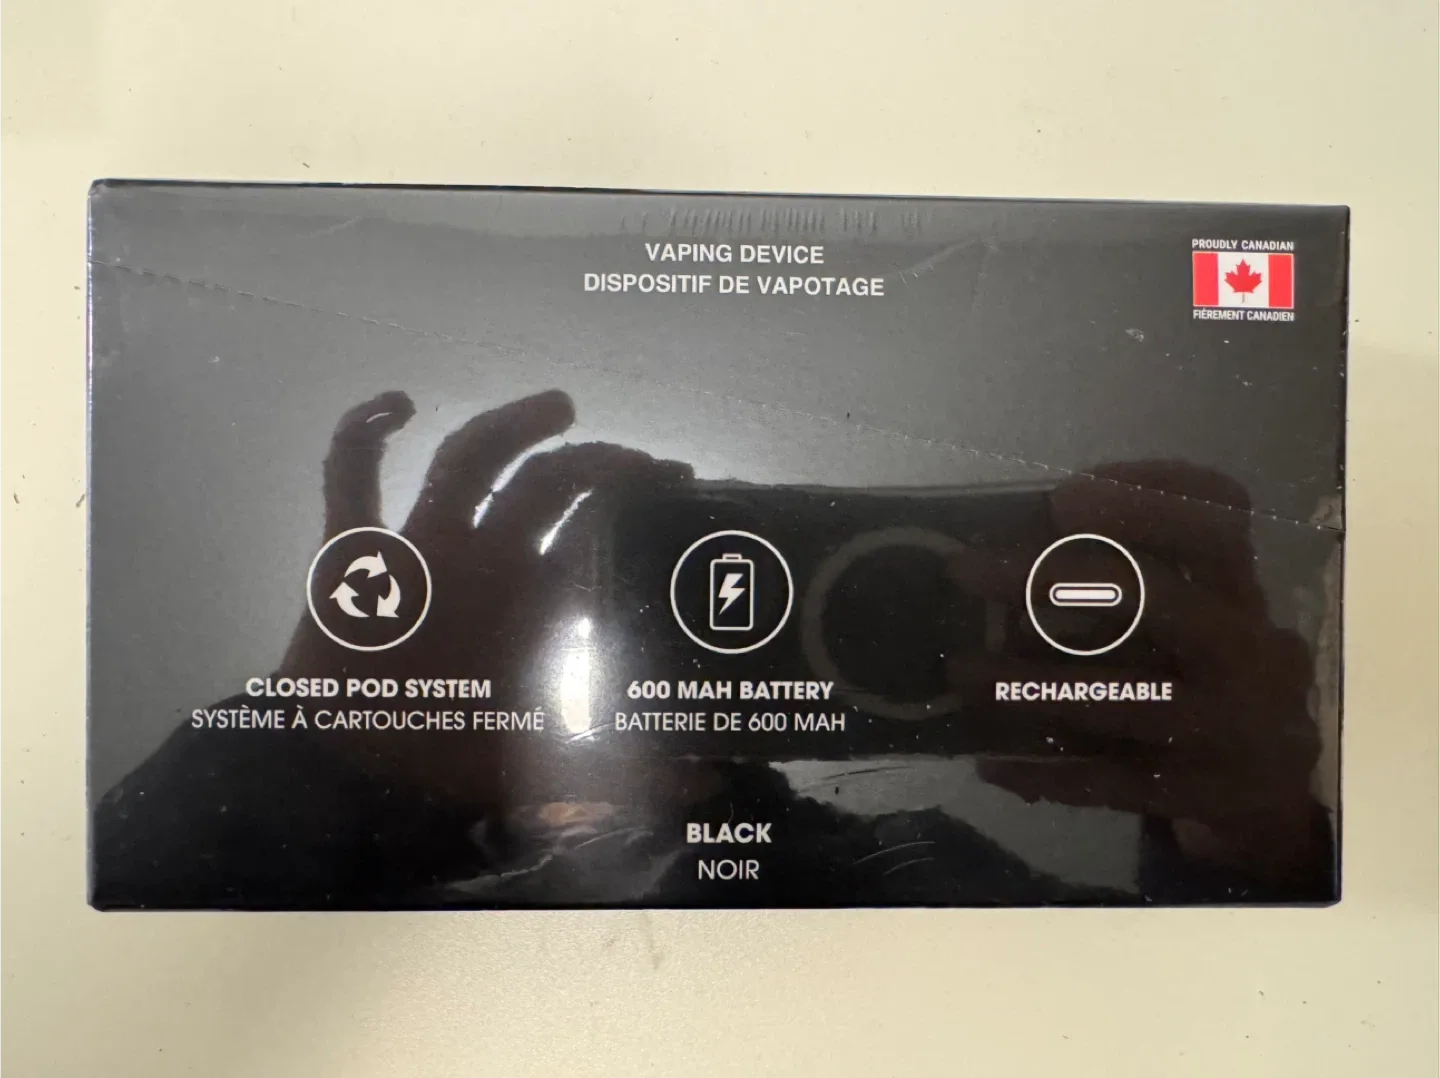 VAPING DEVICE
DISPOSITIF DE VAPOTAGE
PROUDLY CANADIAN
FIÈREMENT CANADIEN
CLOSED POD SYSTEM
SYSTÈME À CARTOUCHES FERMÉ
600 MAH BATTERY
BATTERIE DE 600 MAH
RECHARGEABLE
BLACK
NOIR